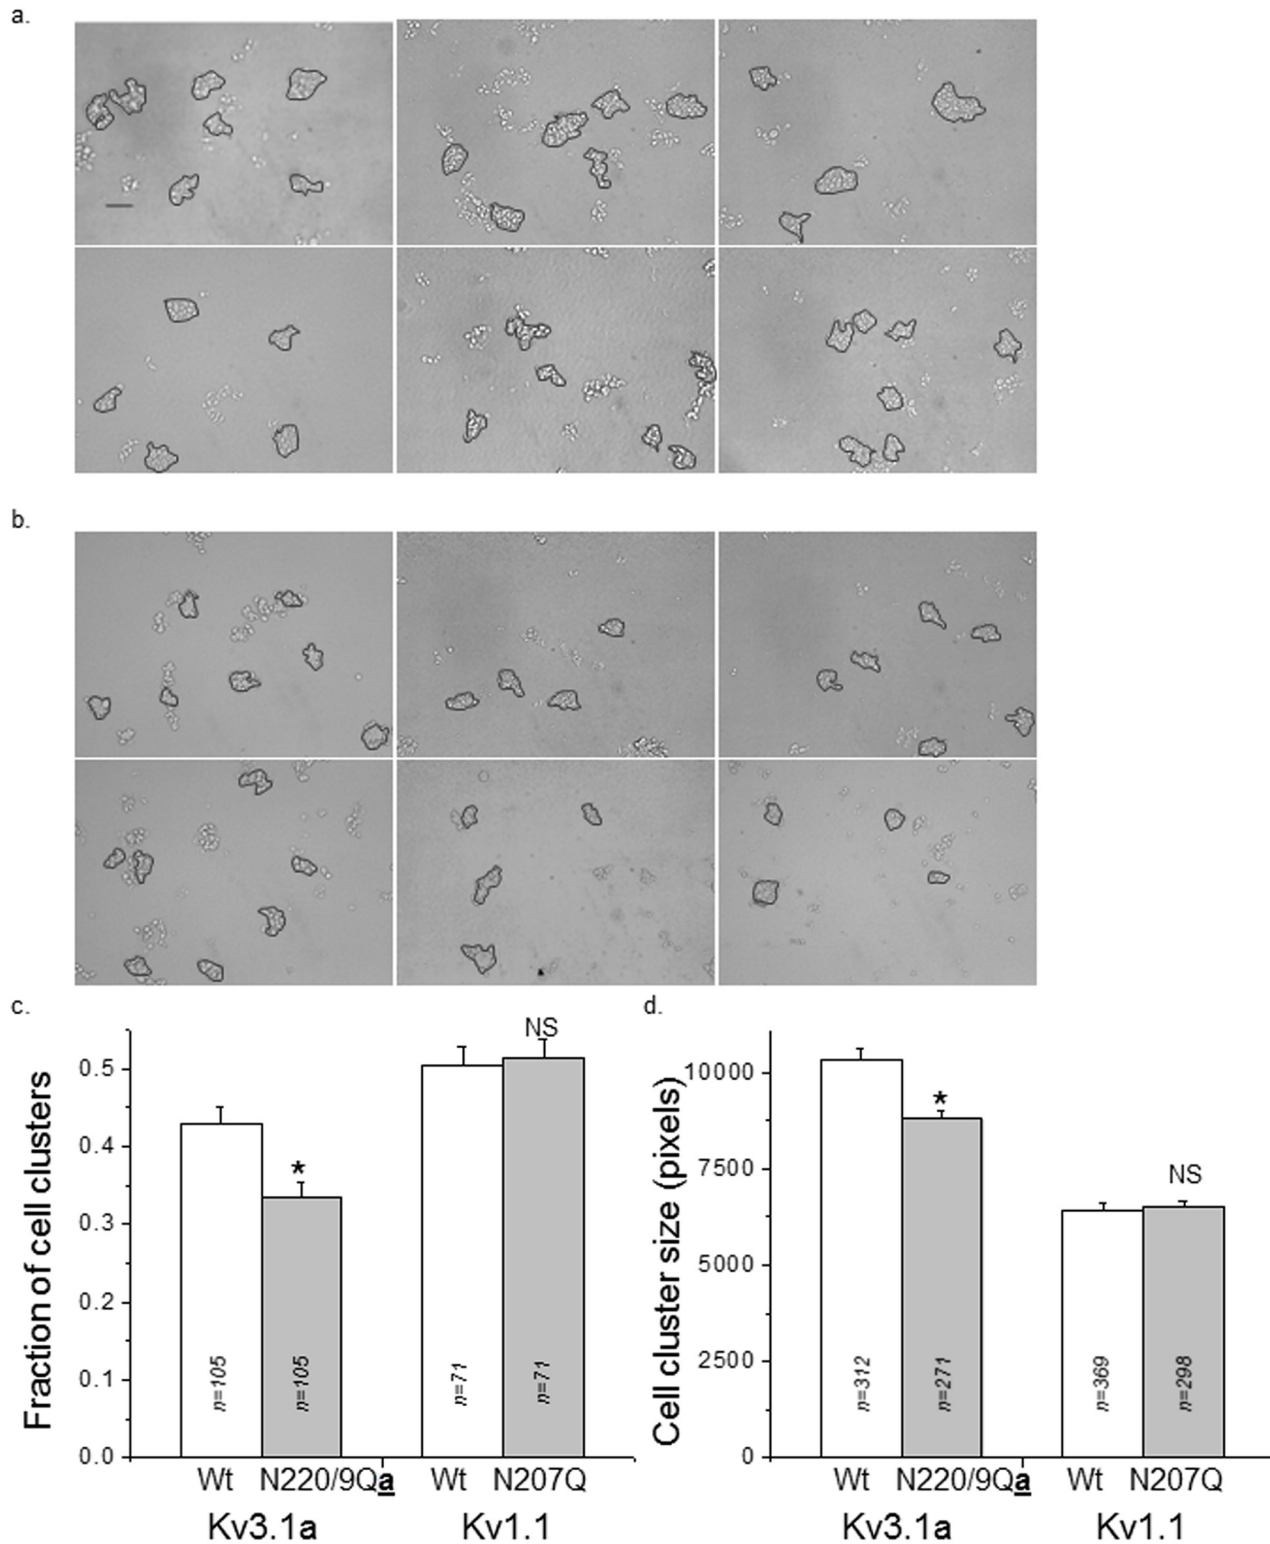 a.
b.
c.
d.
Fraction of cell clusters
0.5
0.4
0.3
0.2
0.1
0.0
*
NS
n=105
n=105
n=71
n=71
Wt N220/9Qa Wt N207Q
Kv3.1a Kv1.1
Cell cluster size (pixels)
10000
7500
5000
2500
0
*
NS
n=312
n=271
n=369
n=298
Wt N220/9Qa Wt N207Q
Kv3.1a Kv1.1